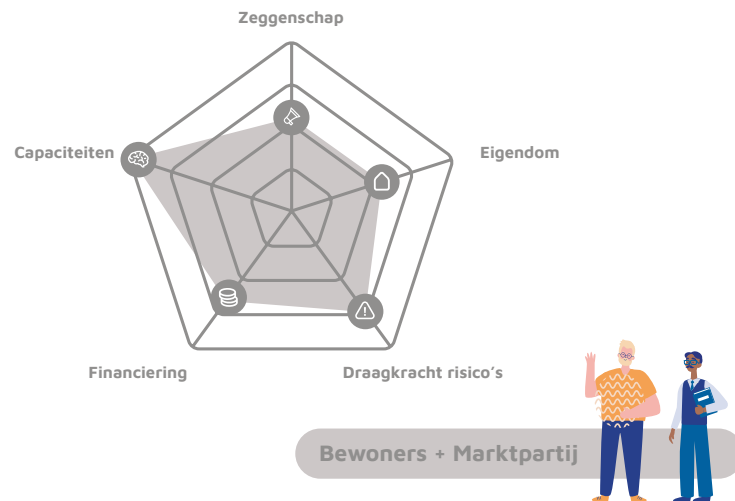 Zeggenschap
Capaciteiten
Eigendom
Financiering
Draagkracht risico's
Bewoners + Marktpartij